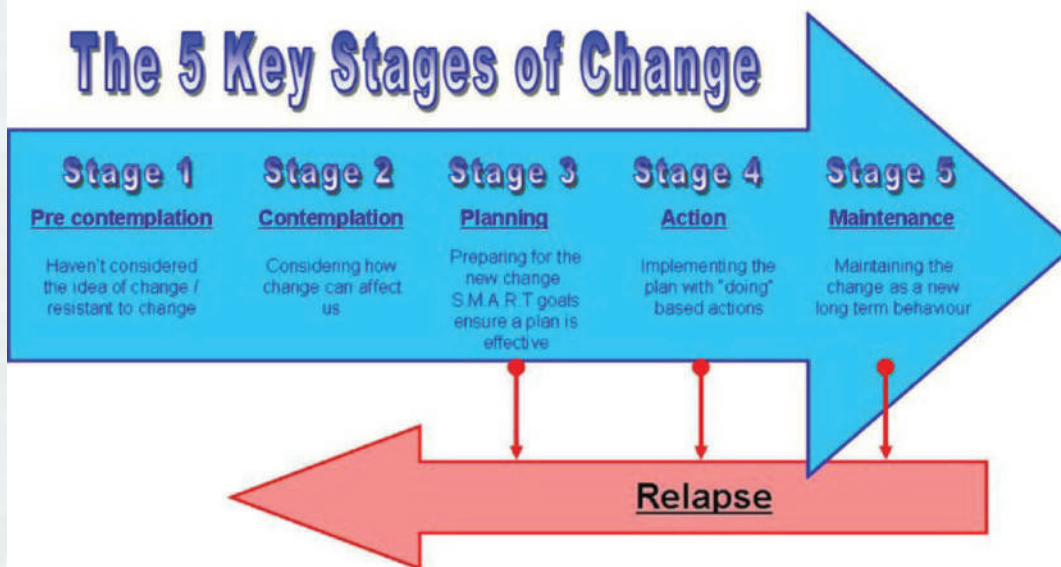 The 5 Key Stages of Change
Stage 1
Pre contemplation
Haven't considered
the idea of change /
resistant to change
Stage 2
Contemplation
Considering how
change can affect
us
Stage 3
Planning
Preparing for the
new change
S.M.A.R.T goals
ensure a plan is
effective
Stage 4
Action
Implementing the
plan with "doing"
based actions
Stage 5
Maintenance
Maintaining the
change as a new
long term behaviour
Relapse